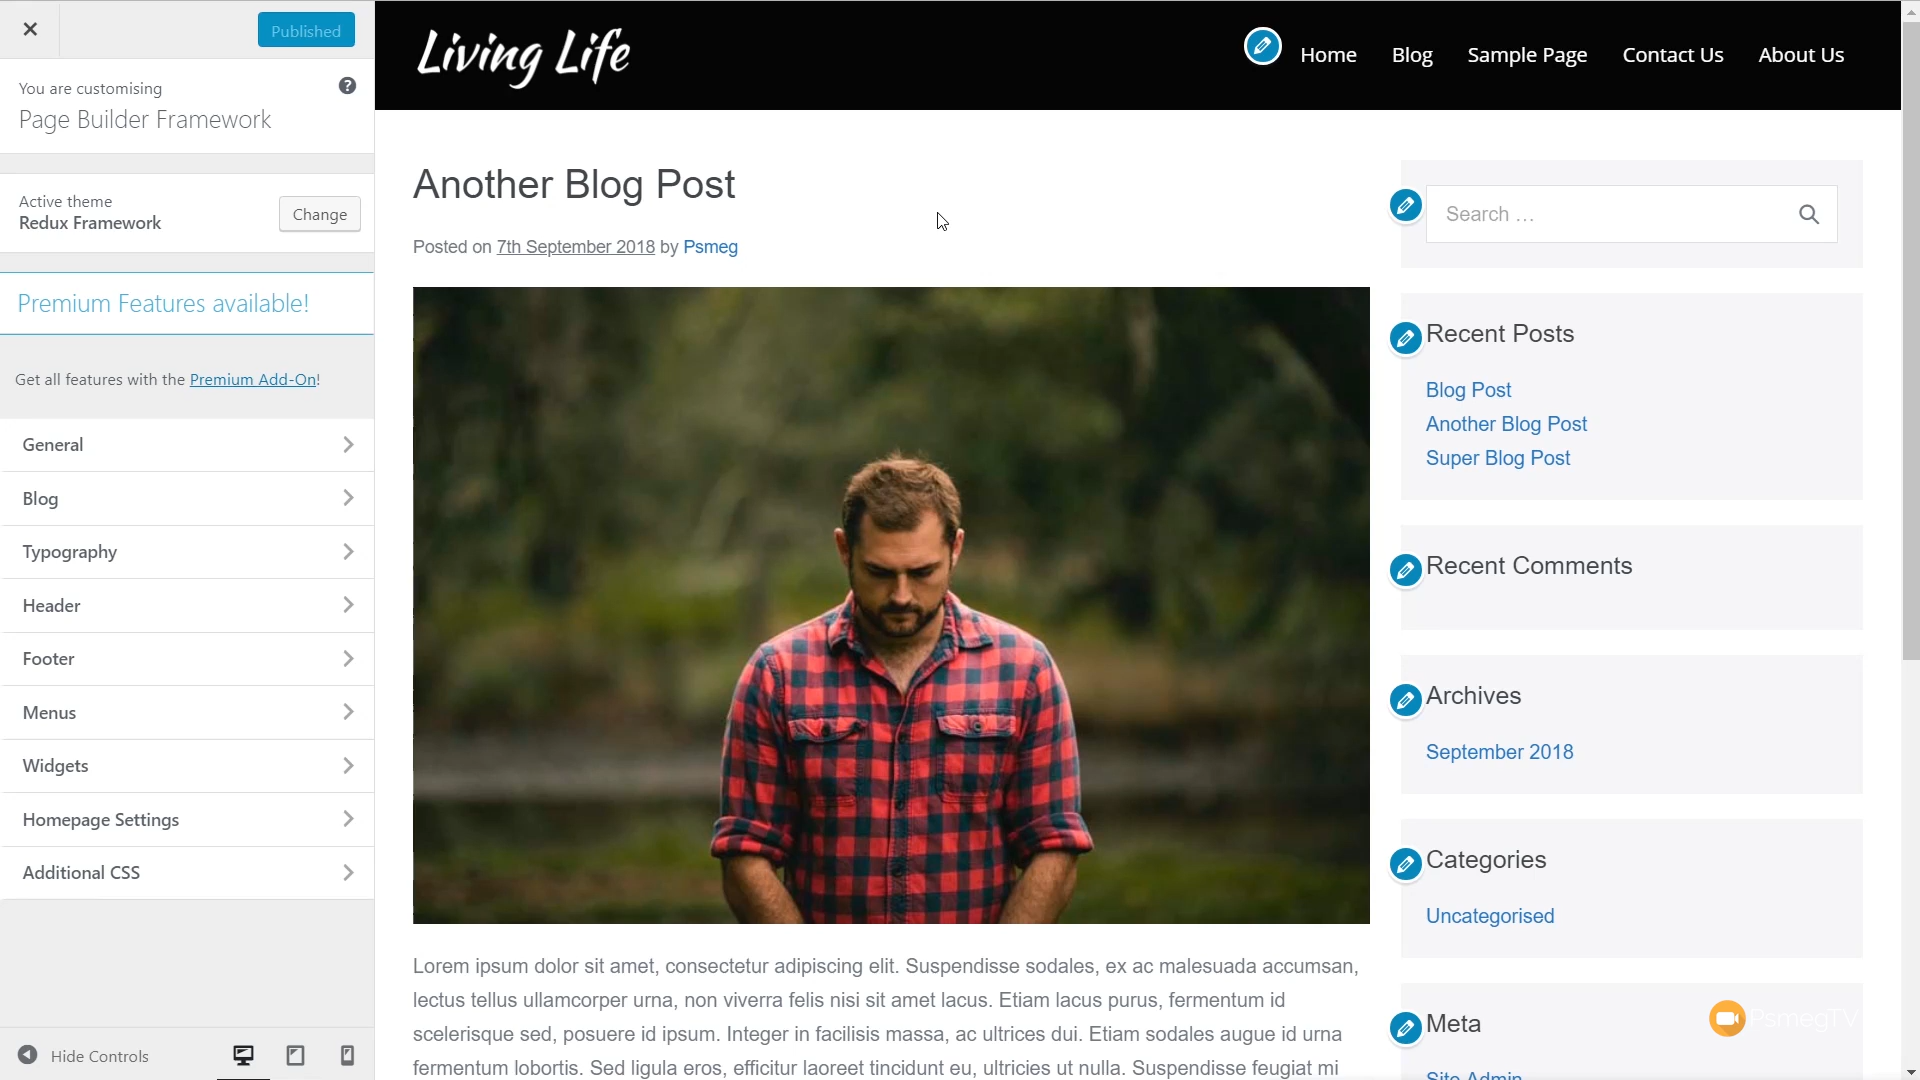 Published
You are customising
Page Builder Framework
Active theme
Redux Framework
Change
Premium Features available!
Get all features with the Premium Add-On!
General
Blog
Typography
Header
Footer
Menus
Widgets
Homepage Settings
Additional CSS
Hide Controls
Living Life
Home
Blog
Sample Page
Contact Us
About Us
Another Blog Post
Posted on 7th September 2018 by Psmeg
Lorem ipsum dolor sit amet, consectetur adipiscing elit. Suspendisse sodales, ex ac malesuada accumsan,
lectus tellus ullamcorper urna, non viverra felis nisi sit amet lacus. Etiam lacus purus, fermentum id
scelerisque sed, posuere id ipsum. Integer in facilisis massa, ac ultrices dui. Etiam sodales augue id urna
fermentum lobortis. Sed ligula eros, efficitur laoreet tincidunt eu, ultricies ut nulla. Suspendisse feugiat mi
Search …
Recent Posts
Blog Post
Another Blog Post
Super Blog Post
Recent Comments
Archives
September 2018
Categories
Uncategorised
Meta
PsmegTV
Site Admin